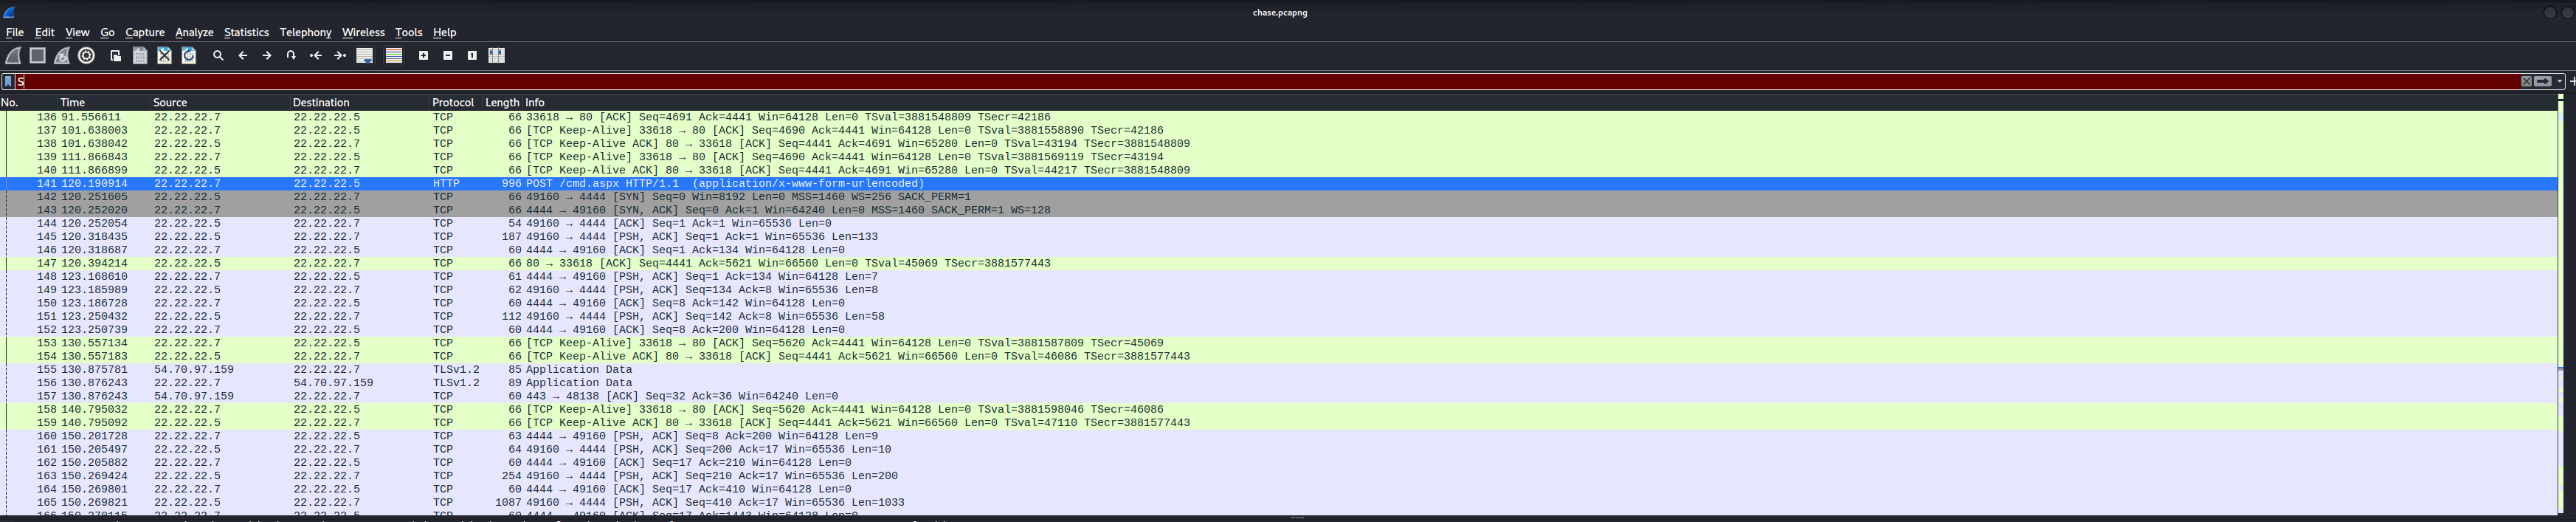 chase.pcapng
File Edit View Go Capture Analyze Statistics Telephony Wireless Tools Help
S
No. Time Source Destination Protocol Length Info
136 91.556611 22.22.22.7 22.22.22.5 TCP 66 33618 → 80 [ACK] Seq=4691 Ack=4441 Win=64128 Len=0 TSval=3881548809 TSecr=42186
137 101.638003 22.22.22.7 22.22.22.5 TCP 66 [TCP Keep-Alive] 33618 → 80 [ACK] Seq=4690 Ack=4441 Win=64128 Len=0 TSval=3881558890 TSecr=42186
138 101.638042 22.22.22.5 22.22.22.7 TCP 66 [TCP Keep-Alive ACK] 80 → 33618 [ACK] Seq=4441 Ack=4691 Win=65280 Len=0 TSval=43194 TSecr=3881548809
139 111.866843 22.22.22.7 22.22.22.5 TCP 66 [TCP Keep-Alive] 33618 → 80 [ACK] Seq=4690 Ack=4441 Win=64128 Len=0 TSval=3881569119 TSecr=43194
140 111.866899 22.22.22.5 22.22.22.7 TCP 66 [TCP Keep-Alive ACK] 80 → 33618 [ACK] Seq=4441 Ack=4691 Win=65280 Len=0 TSval=44217 TSecr=3881548809
141 120.190914 22.22.22.7 22.22.22.5 HTTP 996 POST /cmd.aspx HTTP/1.1 (application/x-www-form-urlencoded)
142 120.251605 22.22.22.5 22.22.22.7 TCP 66 49160 → 4444 [SYN] Seq=0 Win=8192 Len=0 MSS=1460 WS=256 SACK_PERM=1
143 120.252020 22.22.22.7 22.22.22.5 TCP 66 4444 → 49160 [SYN, ACK] Seq=0 Ack=1 Win=64240 Len=0 MSS=1460 SACK_PERM=1 WS=128
144 120.252054 22.22.22.5 22.22.22.7 TCP 54 49160 → 4444 [ACK] Seq=1 Ack=1 Win=65536 Len=0
145 120.318435 22.22.22.5 22.22.22.7 TCP 187 49160 → 4444 [PSH, ACK] Seq=1 Ack=1 Win=65536 Len=133
146 120.318687 22.22.22.7 22.22.22.5 TCP 60 4444 → 49160 [ACK] Seq=1 Ack=134 Win=64128 Len=0
147 120.394214 22.22.22.5 22.22.22.7 TCP 66 80 → 33618 [ACK] Seq=4441 Ack=5621 Win=66560 Len=0 TSval=45069 TSecr=3881577443
148 123.168610 22.22.22.7 22.22.22.5 TCP 61 4444 → 49160 [PSH, ACK] Seq=1 Ack=134 Win=64128 Len=7
149 123.185989 22.22.22.5 22.22.22.7 TCP 62 49160 → 4444 [PSH, ACK] Seq=134 Ack=8 Win=65536 Len=8
150 123.186728 22.22.22.7 22.22.22.5 TCP 60 4444 → 49160 [ACK] Seq=8 Ack=142 Win=64128 Len=0
151 123.250432 22.22.22.5 22.22.22.7 TCP 112 49160 → 4444 [PSH, ACK] Seq=142 Ack=8 Win=65536 Len=58
152 123.250739 22.22.22.7 22.22.22.5 TCP 60 4444 → 49160 [ACK] Seq=8 Ack=200 Win=64128 Len=0
153 130.557134 22.22.22.7 22.22.22.5 TCP 66 [TCP Keep-Alive] 33618 → 80 [ACK] Seq=5620 Ack=4441 Win=64128 Len=0 TSval=3881587809 TSecr=45069
154 130.557183 22.22.22.5 22.22.22.7 TCP 66 [TCP Keep-Alive ACK] 80 → 33618 [ACK] Seq=4441 Ack=5621 Win=66560 Len=0 TSval=46086 TSecr=3881577443
155 130.875781 54.70.97.159 22.22.22.7 TLSv1.2 85 Application Data
156 130.876243 22.22.22.7 54.70.97.159 TLSv1.2 89 Application Data
157 130.876243 54.70.97.159 22.22.22.7 TCP 60 443 → 48138 [ACK] Seq=32 Ack=36 Win=64240 Len=0
158 140.795032 22.22.22.7 22.22.22.5 TCP 66 [TCP Keep-Alive] 33618 → 80 [ACK] Seq=5620 Ack=4441 Win=64128 Len=0 TSval=3881598046 TSecr=46086
159 140.795092 22.22.22.5 22.22.22.7 TCP 66 [TCP Keep-Alive ACK] 80 → 33618 [ACK] Seq=4441 Ack=5621 Win=66560 Len=0 TSval=47110 TSecr=3881577443
160 150.201728 22.22.22.7 22.22.22.5 TCP 63 4444 → 49160 [PSH, ACK] Seq=8 Ack=200 Win=64128 Len=9
161 150.205497 22.22.22.5 22.22.22.7 TCP 64 49160 → 4444 [PSH, ACK] Seq=200 Ack=17 Win=65536 Len=10
162 150.205882 22.22.22.7 22.22.22.5 TCP 60 4444 → 49160 [ACK] Seq=17 Ack=210 Win=64128 Len=0
163 150.269424 22.22.22.5 22.22.22.7 TCP 254 49160 → 4444 [PSH, ACK] Seq=210 Ack=17 Win=65536 Len=200
164 150.269801 22.22.22.7 22.22.22.5 TCP 60 4444 → 49160 [ACK] Seq=17 Ack=410 Win=64128 Len=0
165 150.269821 22.22.22.5 22.22.22.7 TCP 1087 49160 → 4444 [PSH, ACK] Seq=410 Ack=17 Win=65536 Len=1033
166 150.270115 22.22.22.7 22.22.22.5 TCP 60 4444 → 49160 [ACK] Seq=17 Ack=1443 Win=64128 Len=0